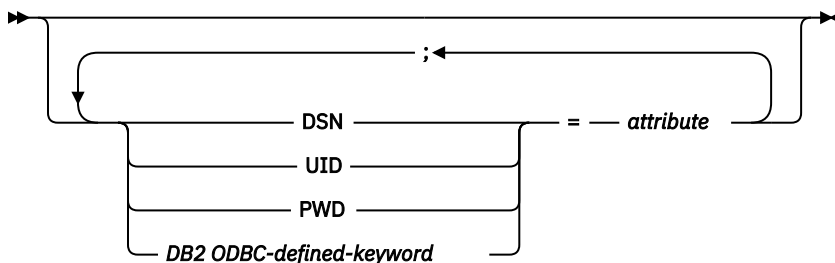 ;
DSN = attribute
UID
PWD
DB2 ODBC-defined-keyword